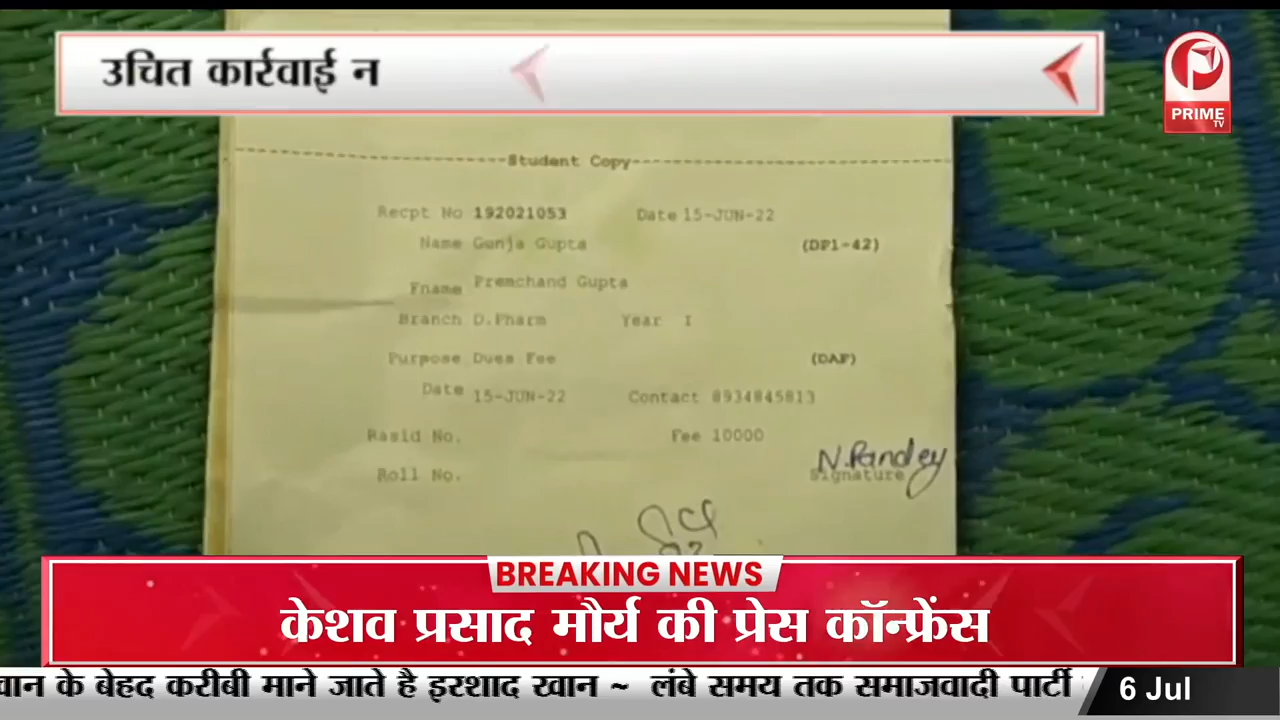 उचित कार्रवाई न
PRIME
TV
Student Copy
Recpt No 192021053 Date 15-JUN-22
Name Gunja Gupta (DP1-42)
Fname Premchand Gupta
Branch D.Pharm Year I
Purpose Dues Fee (DAF)
Date 15-JUN-22 Contact 8934845813
Rasid No. Fee 10000
N.Pandey
Roll No. Signature
BREAKING NEWS
केशव प्रसाद मौर्य की प्रेस कॉन्फ्रेंस
वान के बेहद करीबी माने जाते है इरशाद खान ~ लंबे समय तक समाजवादी पार्टी
6 Jul